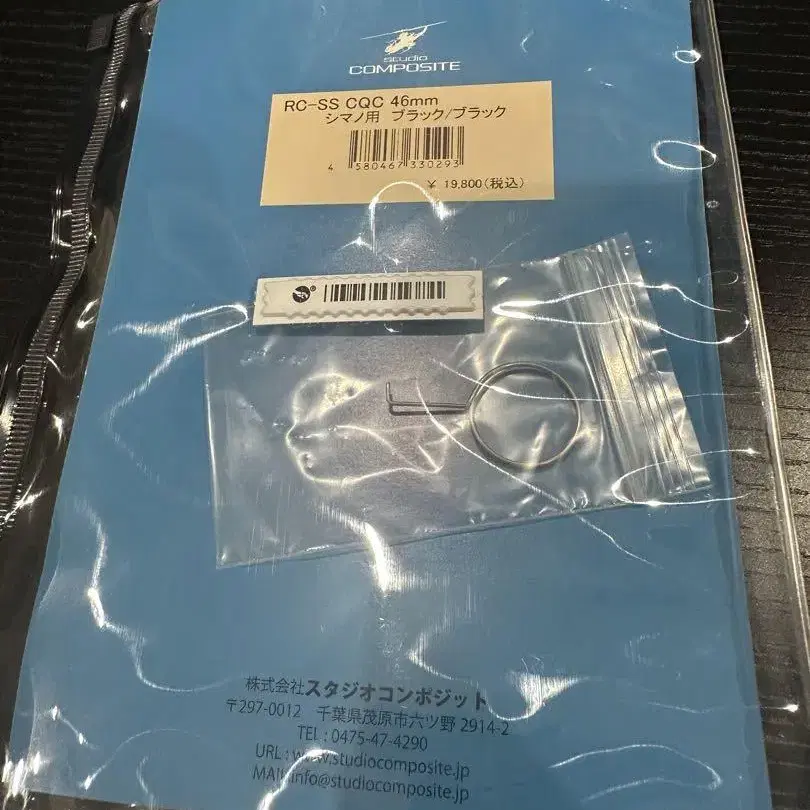 Studio
COMPOSITE
RC-SS CQC 46mm
シマノ用 ブラック/ブラック
4 580467 330293
¥ 19,800(税込)
®
株式会社スタジオコンポジット
〒297-0012 千葉県茂原市六ツ野 2914-2
TEL : 0475-47-4290
URL : www.studiocomposite.jp
MAIL info@studiocomposite.jp